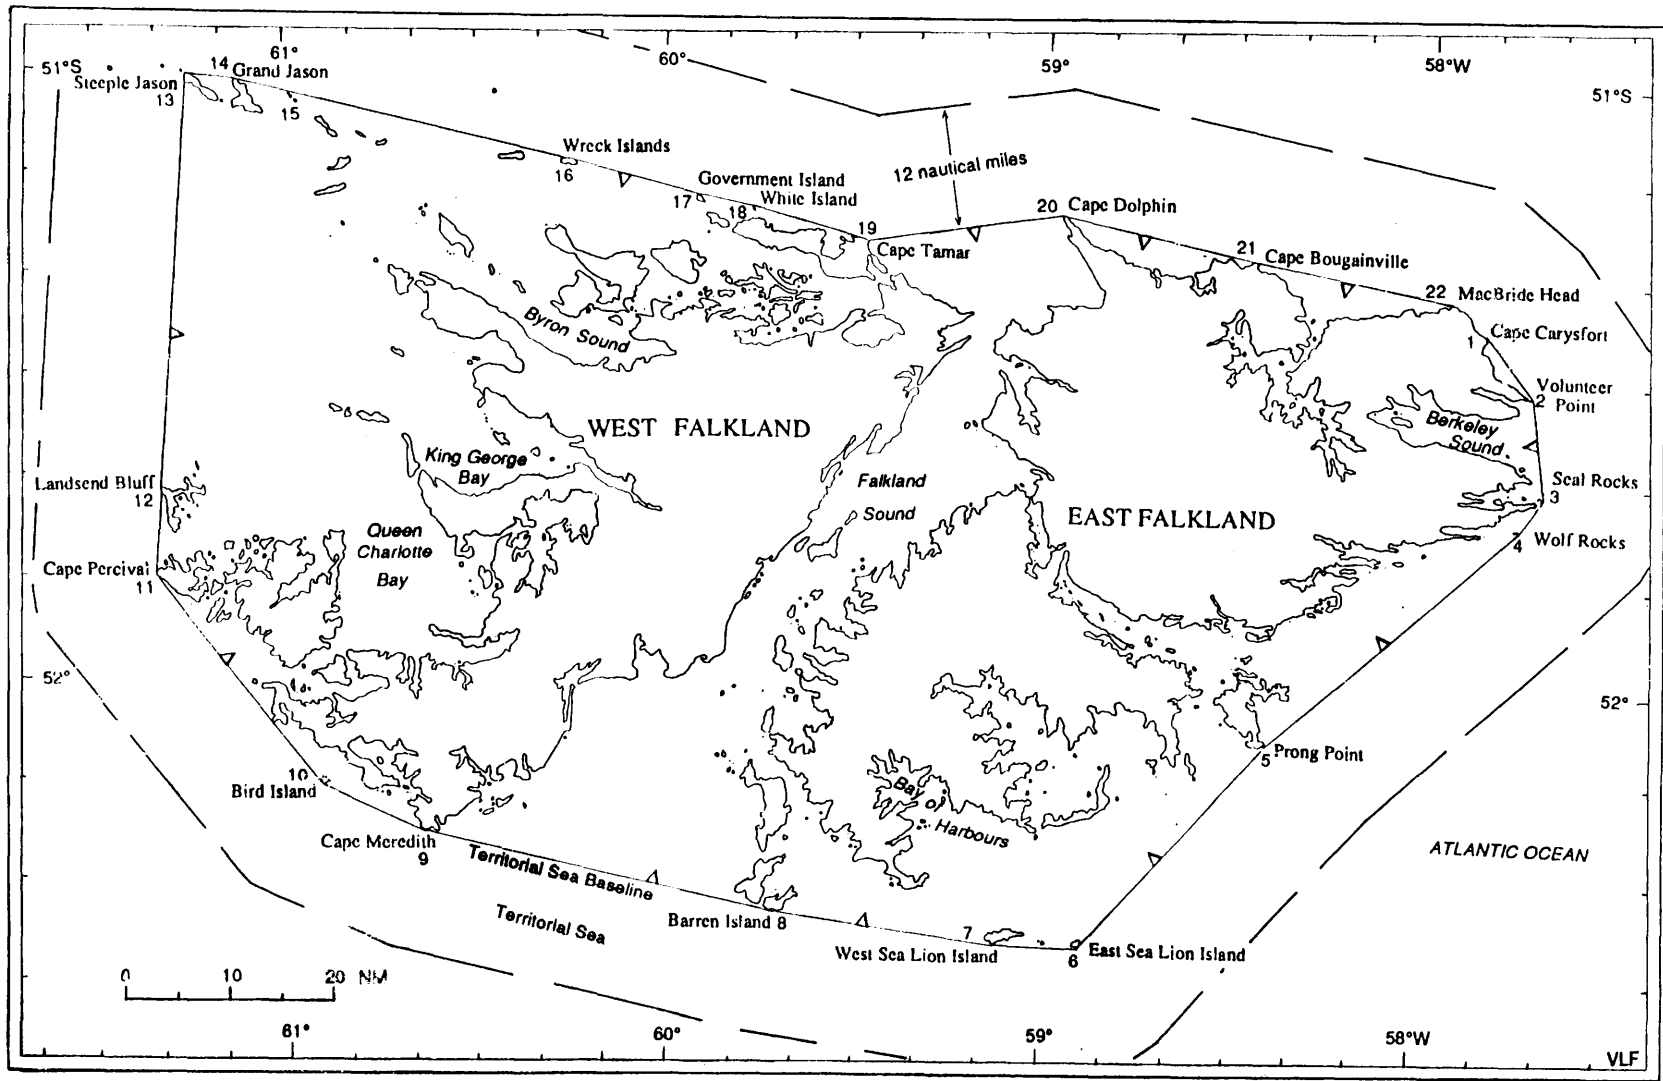 61°
60°
59°
58°W
51°S
51°S
14 Grand Jason
Steeple Jason
13
15
Wreck Islands
16
Government Island
17
18 White Island
19
Cape Tamar
12 nautical miles
20 Cape Dolphin
21 Cape Bougainville
22 MacBride Head
1 Cape Carysfort
Volunteer
2 Point
Byron Sound
WEST FALKLAND
Berkeley
Sound
King George
Bay
Falkland
Sound
EAST FALKLAND
Seal Rocks
3
4 Wolf Rocks
Landsend Bluff
12
Queen
Charlotte
Bay
Cape Percival
11
52°
52°
Prong Point
5
10
Bird Island
Bay of
Harbours
Cape Meredith
9
Territorial Sea Baseline
Territorial Sea
ATLANTIC OCEAN
Barren Island 8
7
West Sea Lion Island
East Sea Lion Island
6
0 10 20 NM
61°
60°
59°
58°W
VLF